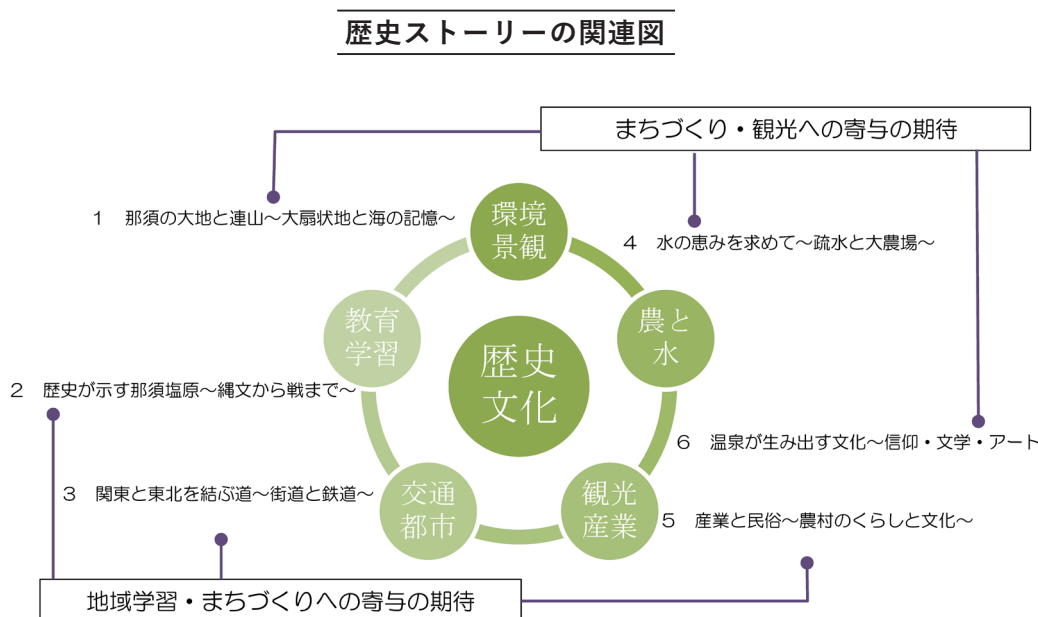 歴史ストーリーの関連図
まちづくり・観光への寄与の期待
1 那須の大地と連山～大扇状地と海の記憶～
環境
景観
4 水の恵みを求めて～疏水と大農場～
教育
学習
農と
水
歴史
文化
2 歴史が示す那須塩原～縄文から戦まで～
6 温泉が生み出す文化～信仰・文学・アート
3 関東と東北を結ぶ道～街道と鉄道～
交通
都市
観光
産業
5 産業と民俗～農村のくらしと文化～
地域学習・まちづくりへの寄与の期待